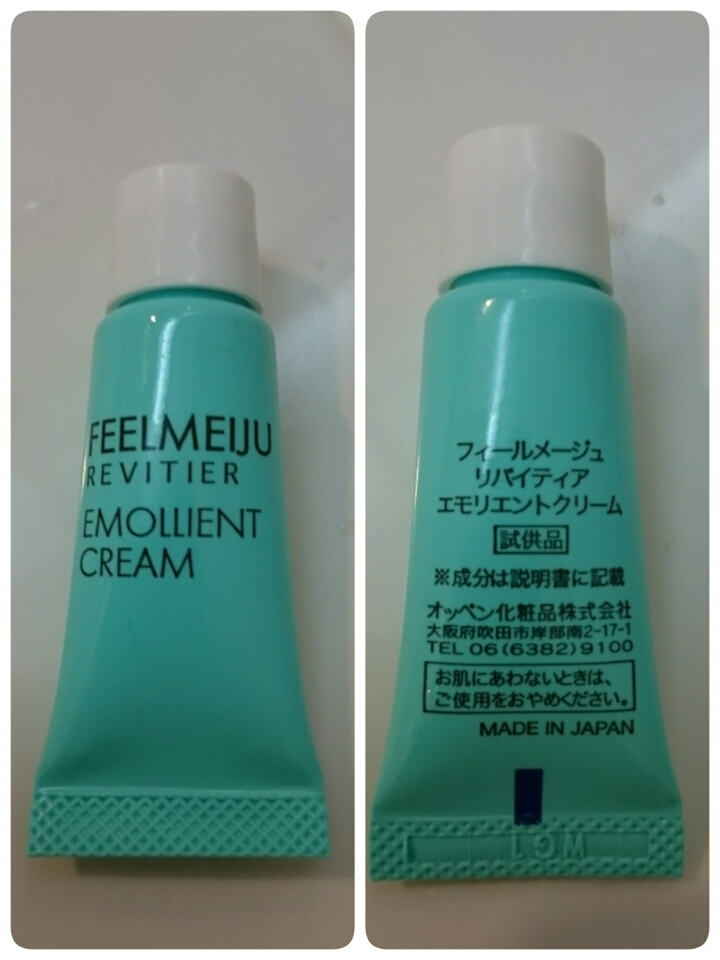 FEELMEIJU
REVITIER
EMOLLIENT
CREAM
フィールメージュ
リバイティア
エモリエントクリーム
試供品
※成分は説明書に記載
オッペン化粧品株式会社
大阪府吹田市岸部南2-17-1
TEL 06(6382)9100
お肌にあわないときは、
ご使用をおやめください。
MADE IN JAPAN